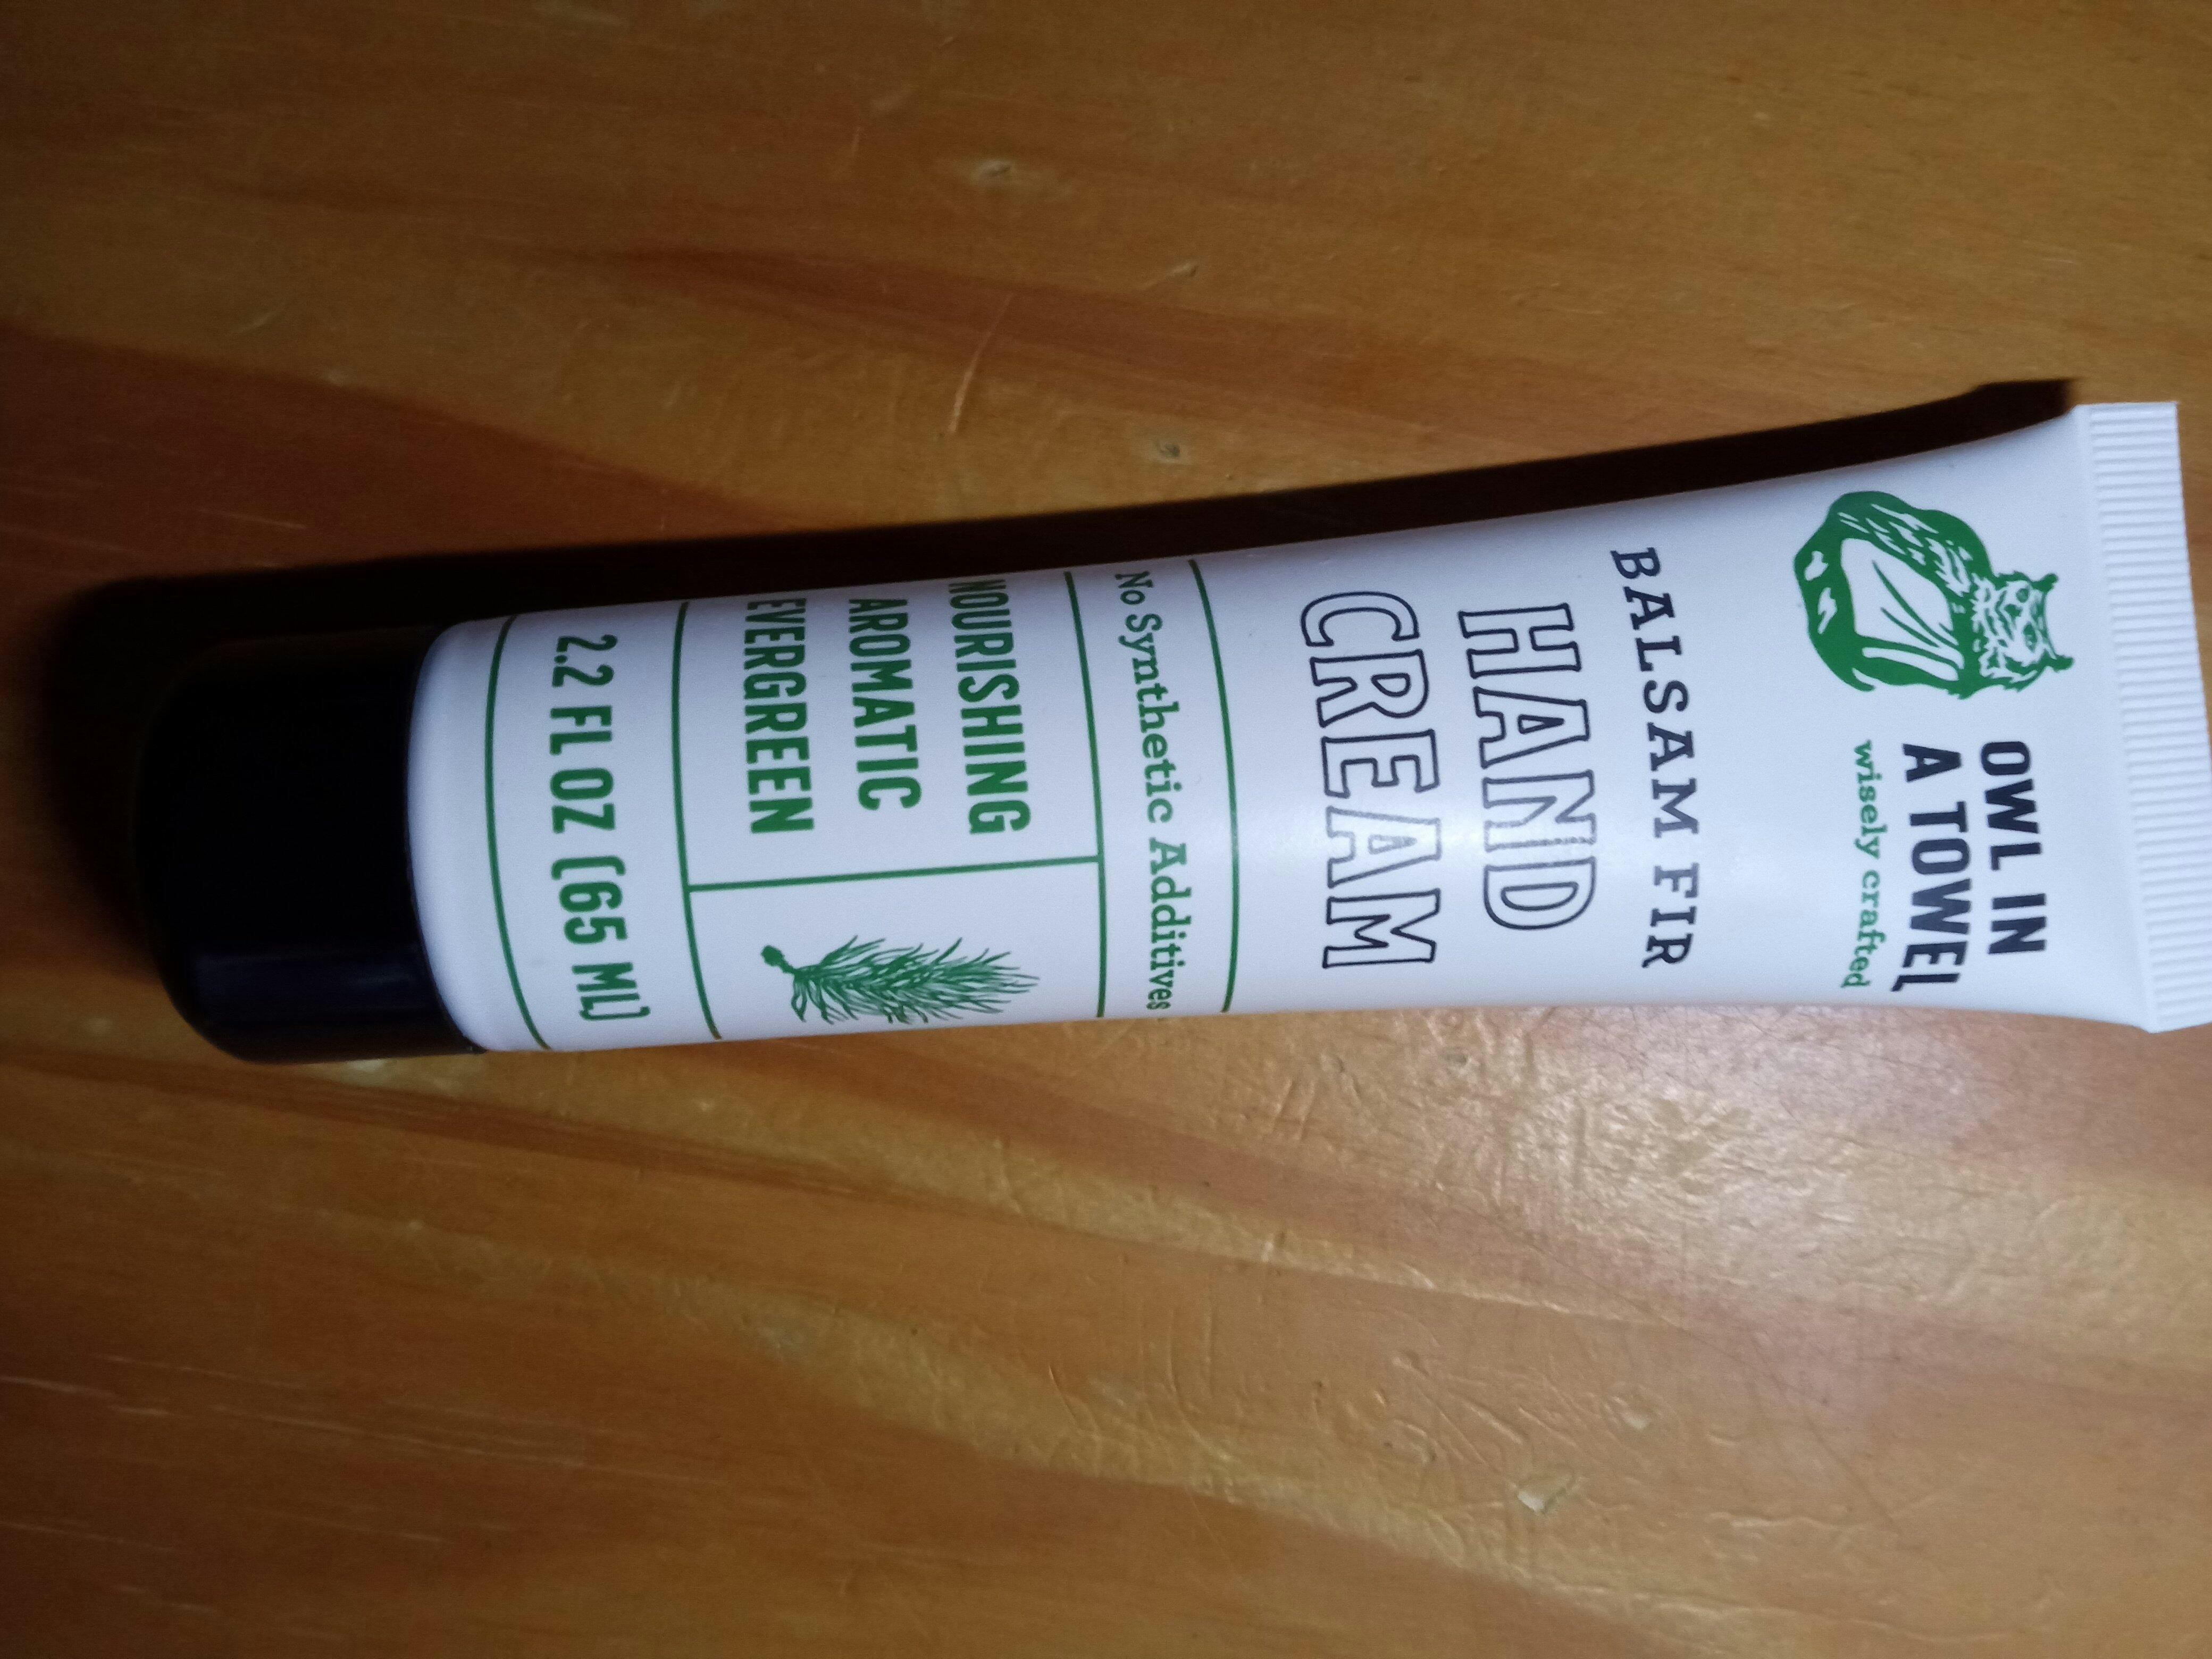 OWL IN
A TOWEL
wisely crafted
BALSAM FIR
HAND
CREAM
No Synthetic Additives
NOURISHING
AROMATIC
EVERGREEN
2.2 FL OZ (65 ML)